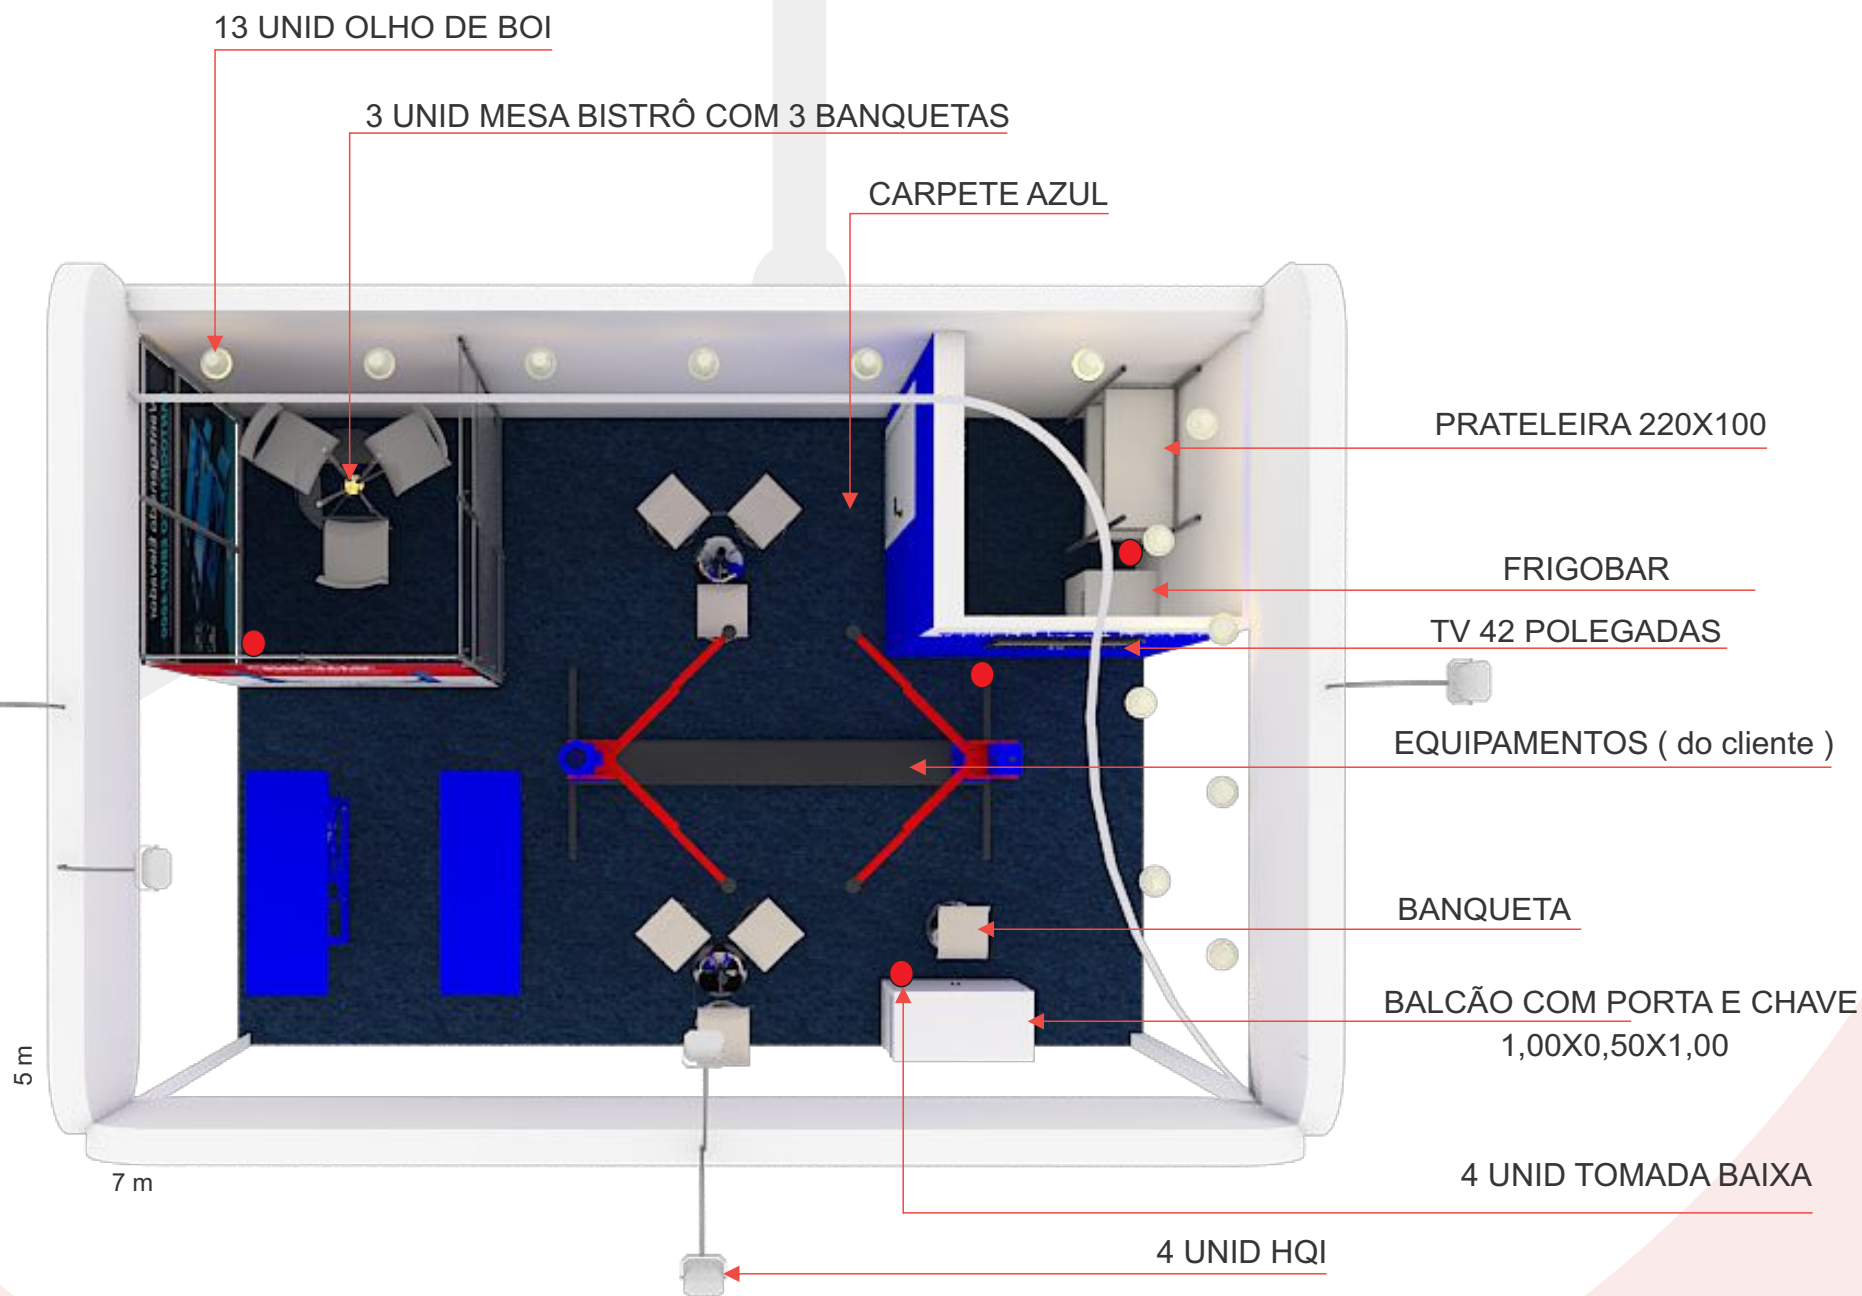 13 UNID OLHO DE BOI
3 UNID MESA BISTRÔ COM 3 BANQUETAS
CARPETE AZUL
PRATELEIRA 220X100
FRIGOBAR
TV 42 POLEGADAS
EQUIPAMENTOS ( do cliente )
BANQUETA
BALCÃO COM PORTA E CHAVE
1,00X0,50X1,00
5 m
7 m
4 UNID TOMADA BAIXA
4 UNID HQI